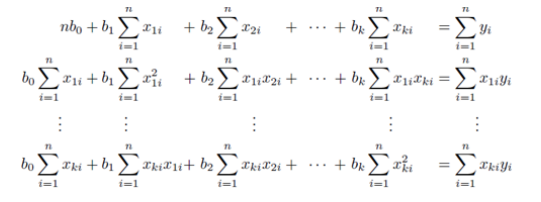 $nb_0 + b_1 \sum_{i=1}^{n} x_{1i} + b_2 \sum_{i=1}^{n} x_{2i} + \cdots + b_k \sum_{i=1}^{n} x_{ki} = \sum_{i=1}^{n} y_i$
$b_0 \sum_{i=1}^{n} x_{1i} + b_1 \sum_{i=1}^{n} x_{1i}^2 + b_2 \sum_{i=1}^{n} x_{1i} x_{2i} + \cdots + b_k \sum_{i=1}^{n} x_{1i} x_{ki} = \sum_{i=1}^{n} x_{1i} y_i$
$\vdots \quad \vdots \quad \vdots \quad \vdots \quad \vdots$
$b_0 \sum_{i=1}^{n} x_{ki} + b_1 \sum_{i=1}^{n} x_{ki} x_{1i} + b_2 \sum_{i=1}^{n} x_{ki} x_{2i} + \cdots + b_k \sum_{i=1}^{n} x_{ki}^2 = \sum_{i=1}^{n} x_{ki} y_i$